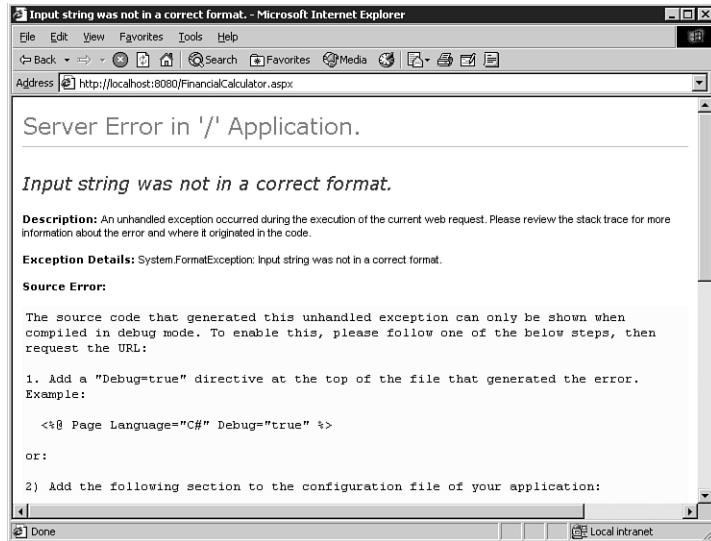 Input string was not in a correct format. - Microsoft Internet Explorer
File Edit View Favorites Tools Help
Back Search Favorites Media
Address http://localhost:8080/FinancialCalculator.aspx
Server Error in '/' Application.
Input string was not in a correct format.
Description: An unhandled exception occurred during the execution of the current web request. Please review the stack trace for more
information about the error and where it originated in the code.
Exception Details: System.FormatException: Input string was not in a correct format.
Source Error:
The source code that generated this unhandled exception can only be shown when
compiled in debug mode. To enable this, please follow one of the below steps, then
request the URL:
1. Add a "Debug=true" directive at the top of the file that generated the error.
Example:
<%@ Page Language="C#" Debug="true" %>
or:
2) Add the following section to the configuration file of your application:
Done Local intranet